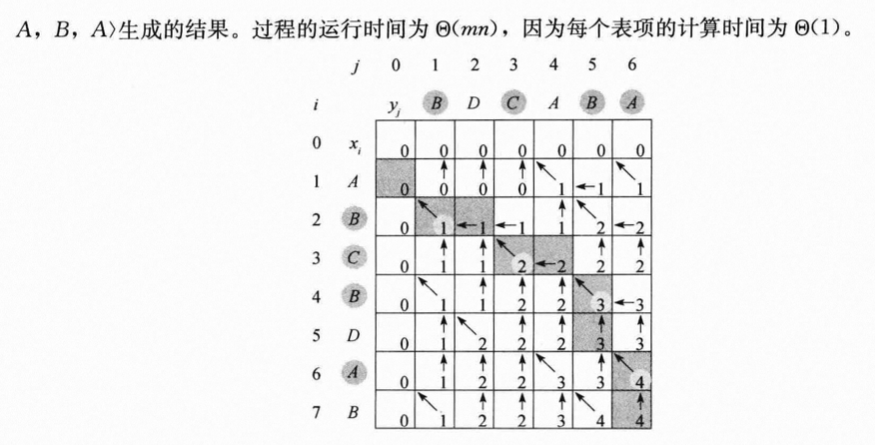 A，B，A〉生成的结果。过程的运行时间为 Θ(mn)，因为每个表项的计算时间为 Θ(1)。
j 0 1 2 3 4 5 6
i yj B D C A B A
0 xi 0 0 0 0 0 0 0
1 A 0 ↑0 ↑0 ↑0 ↖1 ←1 ↖1
2 B 0 ↖1 ←1 ←1 ↑1 ↖2 ←2
3 C 0 ↑1 ↑1 ↖2 ←2 ↑2 ↑2
4 B 0 ↖1 ↑1 ↑2 ↑2 ↖3 ←3
5 D 0 ↑1 ↖2 ↑2 ↑2 ↑3 ↑3
6 A 0 ↑1 ↑2 ↑2 ↖3 ↑3 ↖4
7 B 0 ↖1 ↑2 ↑2 ↑3 ↖4 ↑4